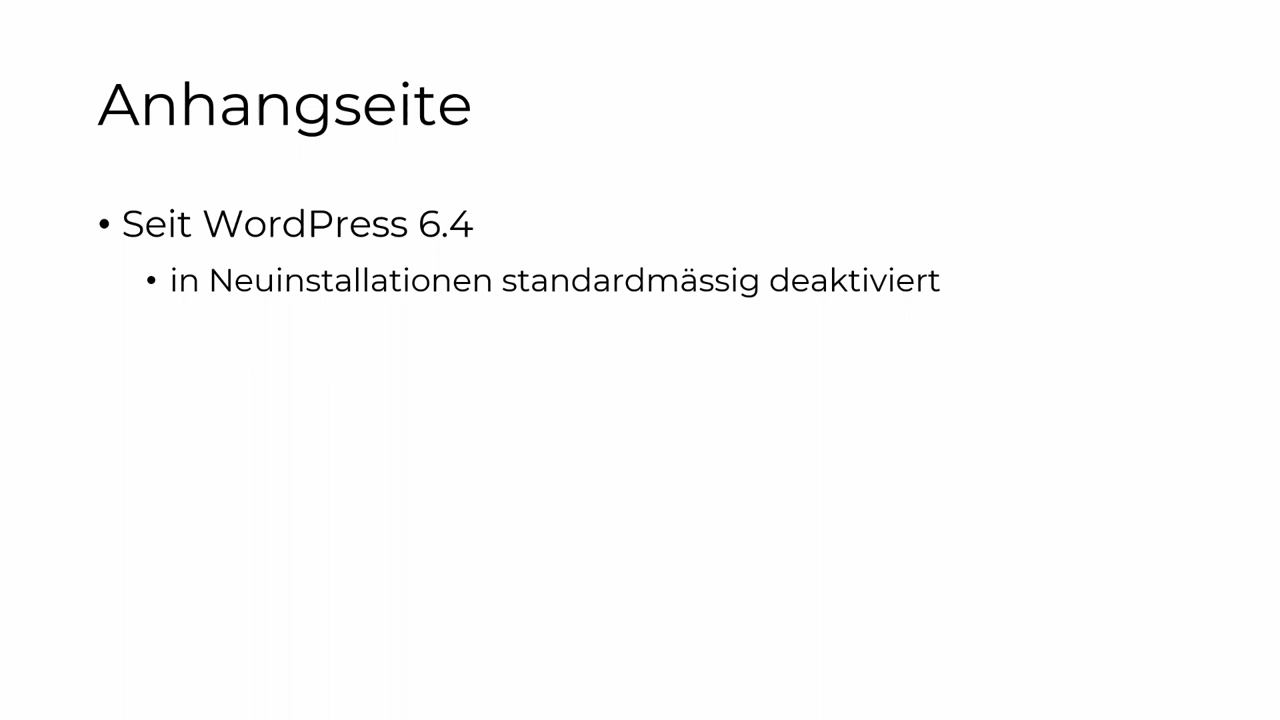 Anhangseite
• Seit WordPress 6.4
• in Neuinstallationen standardmässig deaktiviert